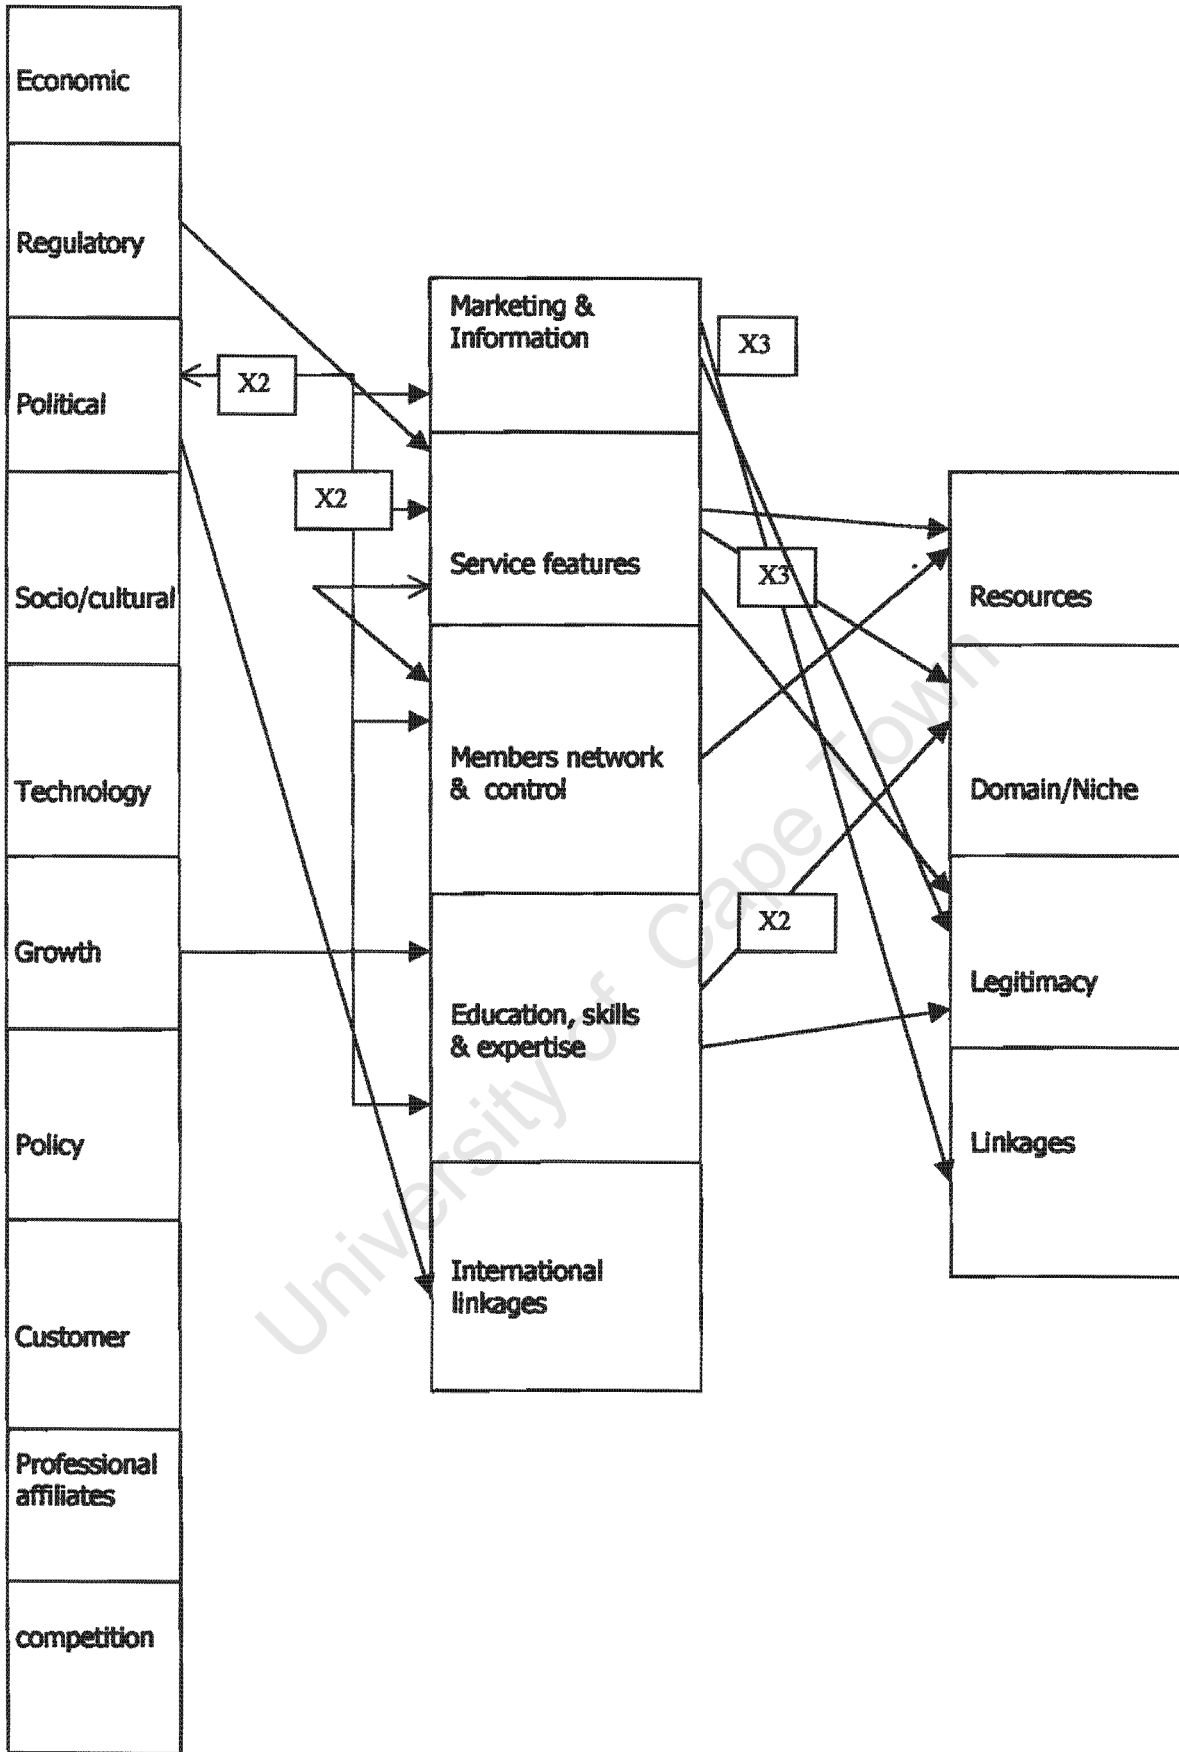 Economic
Regulatory
Political
Socio/cultural
Technology
Growth
Policy
Customer
Professional
affiliates
competition
X2
X2
Marketing &
Information
Service features
Members network
& control
Education, skills
& expertise
International
linkages
X3
X3
X2
Resources
Domain/Niche
Legitimacy
Linkages
University of Cape Town